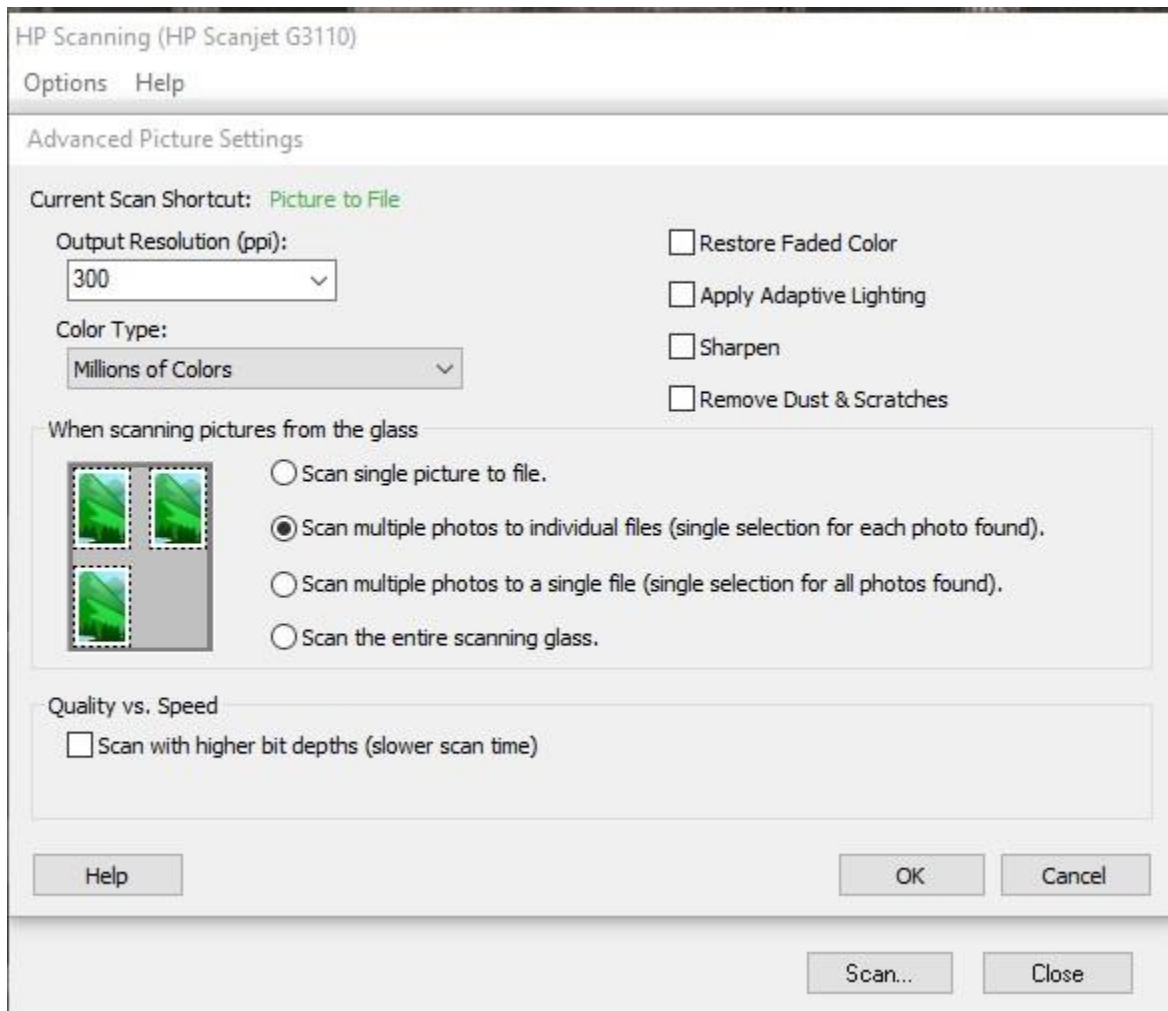 HP Scanning (HP Scanjet G3110)
Options Help
Advanced Picture Settings
Current Scan Shortcut: Picture to File
Output Resolution (ppi):
300
Color Type:
Millions of Colors
Restore Faded Color
Apply Adaptive Lighting
Sharpen
Remove Dust & Scratches
When scanning pictures from the glass
Scan single picture to file.
Scan multiple photos to individual files (single selection for each photo found).
Scan multiple photos to a single file (single selection for all photos found).
Scan the entire scanning glass.
Quality vs. Speed
Scan with higher bit depths (slower scan time)
Help OK Cancel
Scan... Close